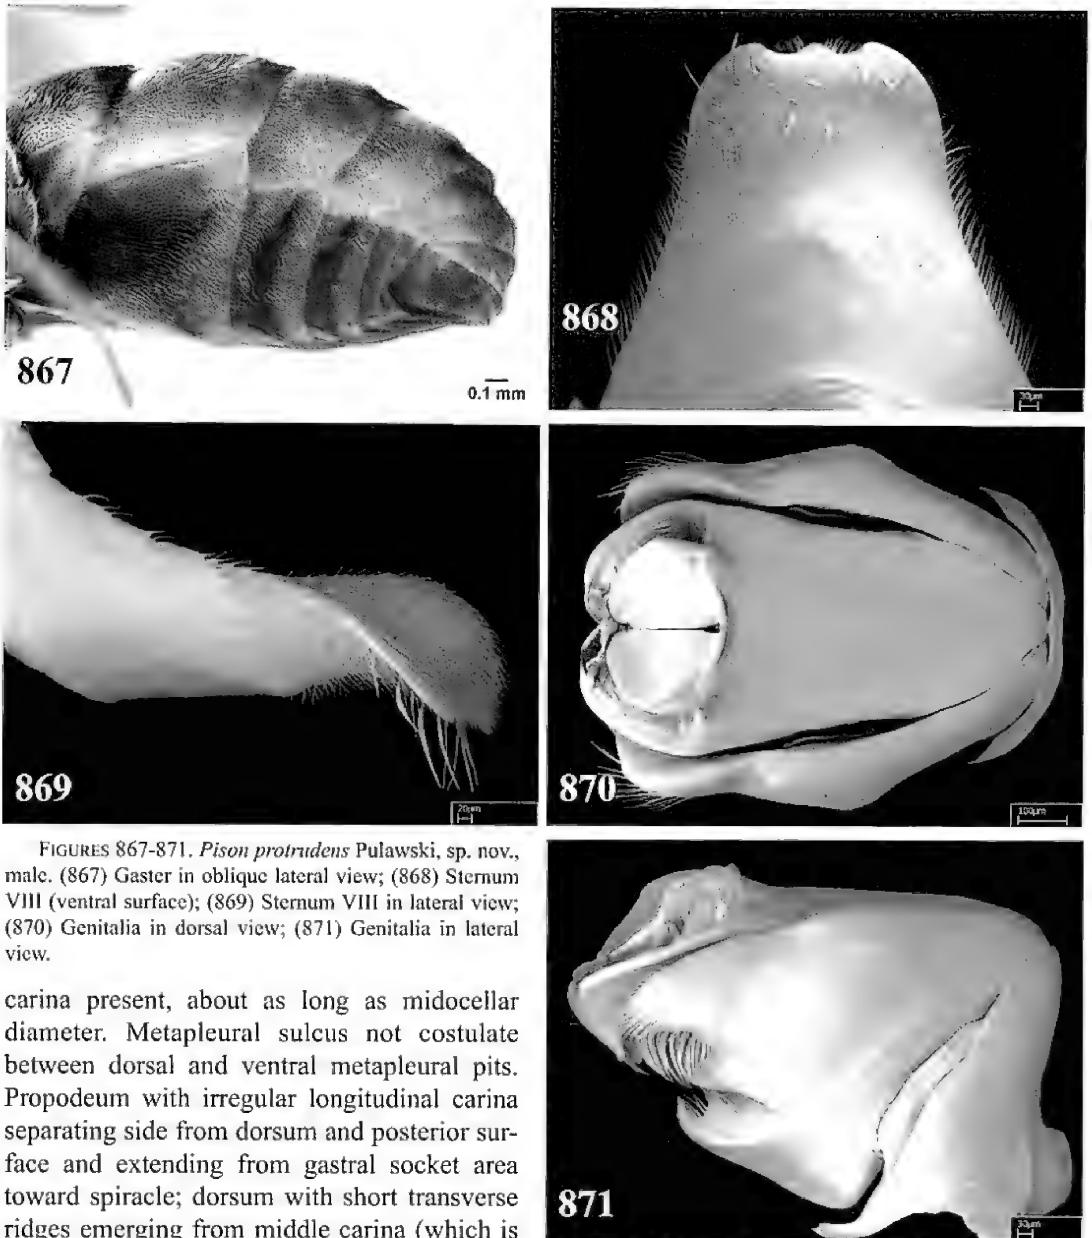 867
0.1 mm
868
30µm
869
20µm
870
100µm
FIGURES 867-871. Pison protrudens Pulawski, sp. nov.,
male. (867) Gaster in oblique lateral view; (868) Sternum
VIII (ventral surface); (869) Sternum VIII in lateral view;
(870) Genitalia in dorsal view; (871) Genitalia in lateral
view.
carina present, about as long as midocellar
diameter. Metapleural sulcus not costulate
between dorsal and ventral metapleural pits.
Propodeum with irregular longitudinal carina
separating side from dorsum and posterior sur-
face and extending from gastral socket area
toward spiracle; dorsum with short transverse
ridges emerging from middle carina (which is
871
30µm